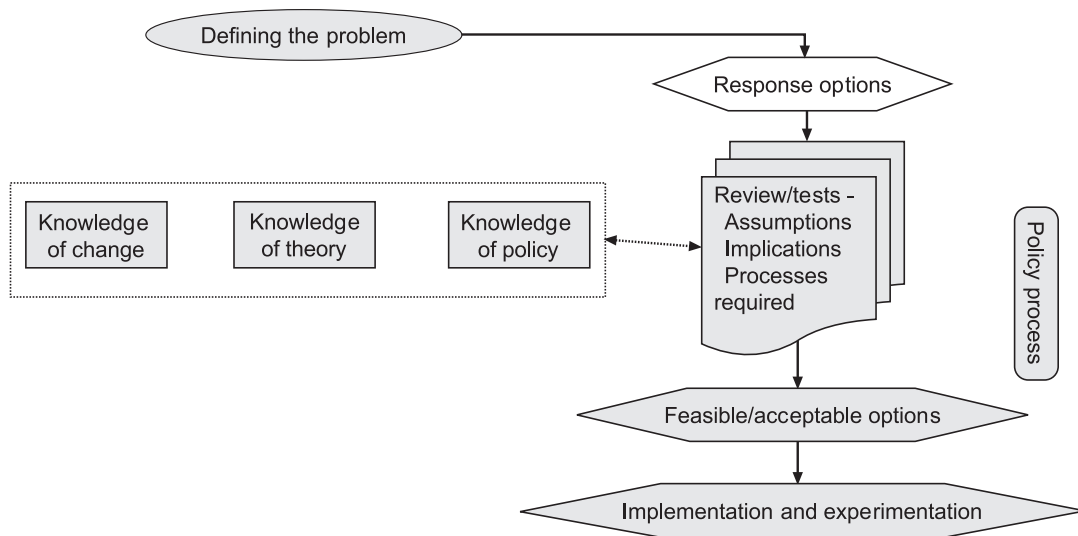 Defining the problem
Response options
Review/tests -
Assumptions
Implications
Processes
required
Knowledge
of change
Knowledge
of theory
Knowledge
of policy
Policy process
Feasible/acceptable options
Implementation and experimentation